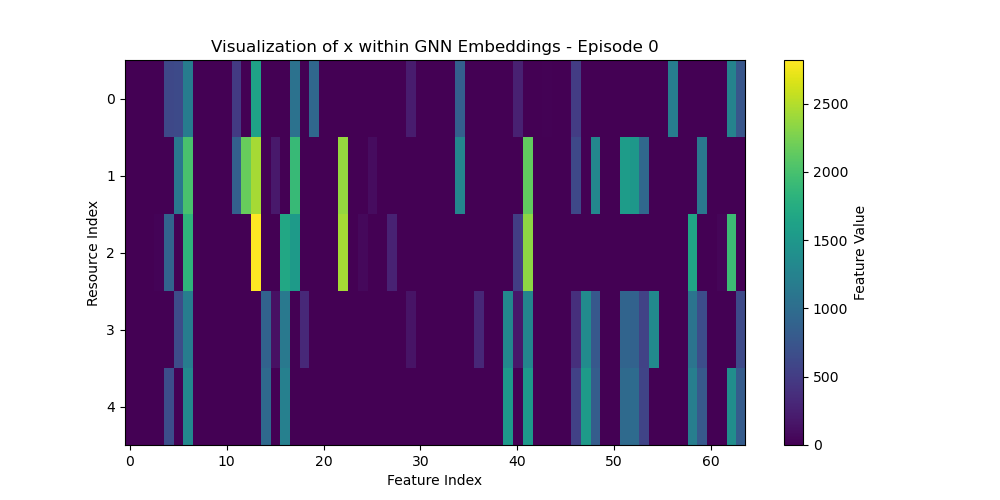 Visualization of x within GNN Embeddings - Episode 0
Resource Index
0
1
2
3
4
0 10 20 30 40 50 60
Feature Index
2500
2000
1500
1000
500
0
Feature Value